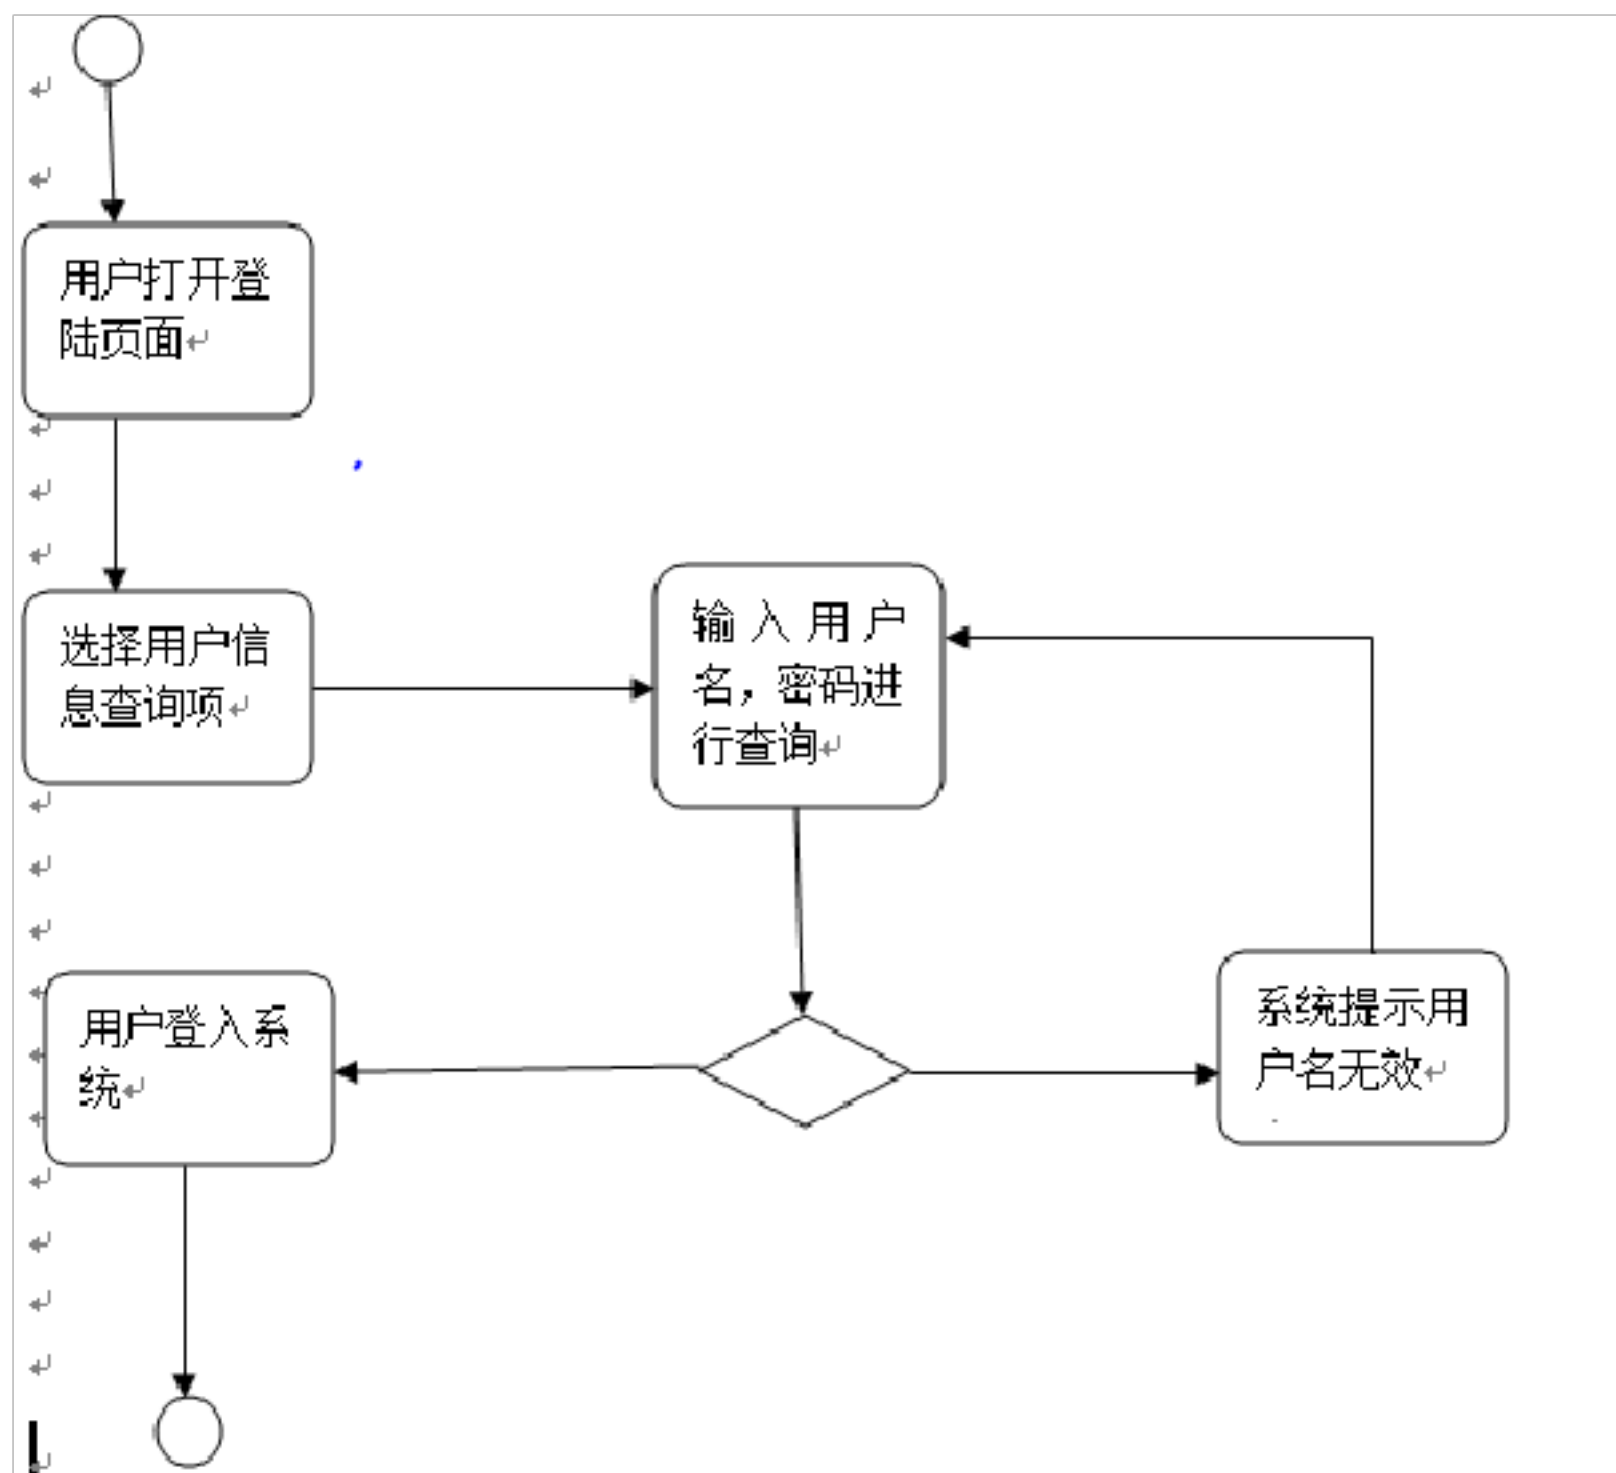 用户打开登
陆页面
选择用户信
息查询项
输入用户
名，密码进
行查询
用户登入系
统
系统提示用
户名无效